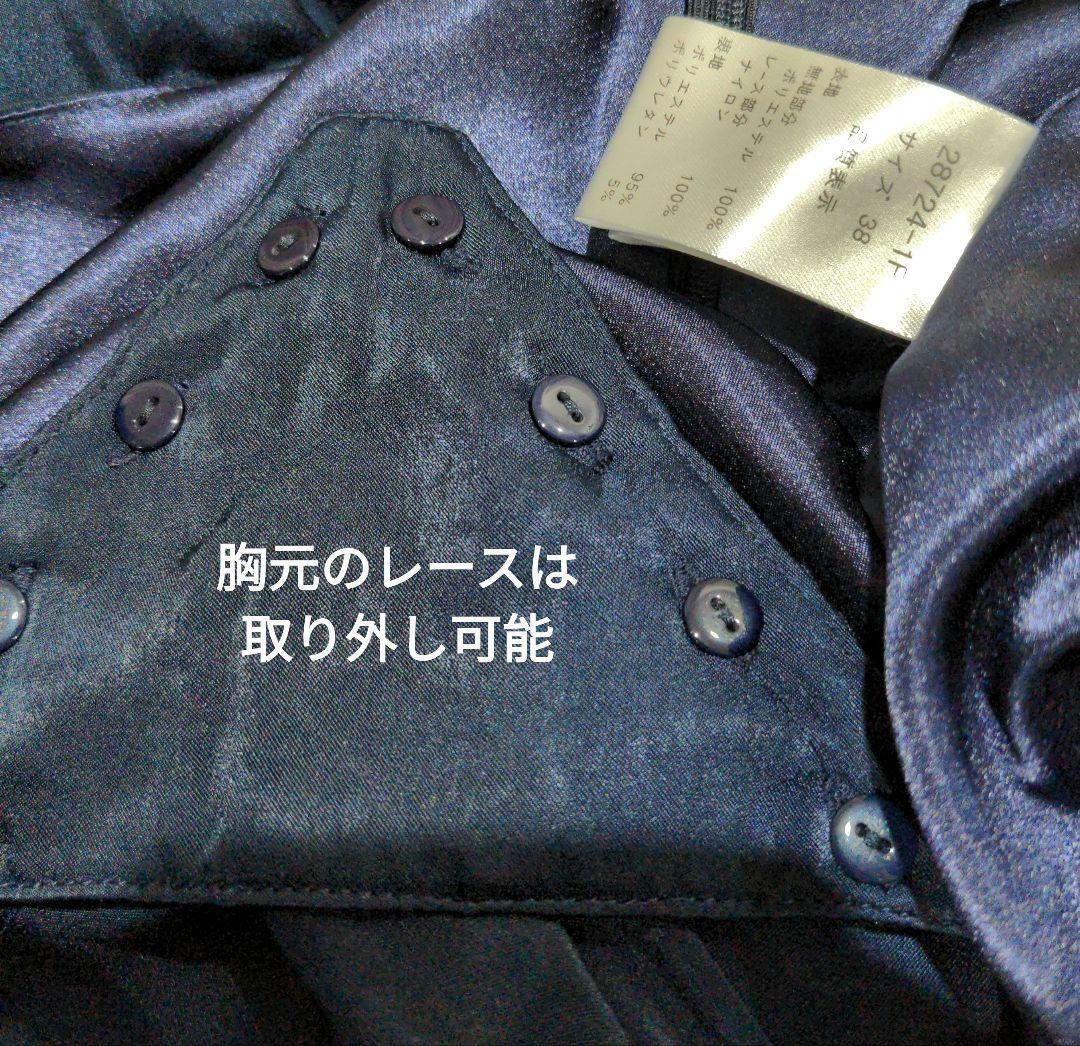 28724-1F
サイズ 38
品質表示
表地
無地部分
ポリエステル 100%
レース部分
ナイロン 100%
裏地
ポリエステル 95%
ポリウレタン 5%
胸元のレースは
取り外し可能